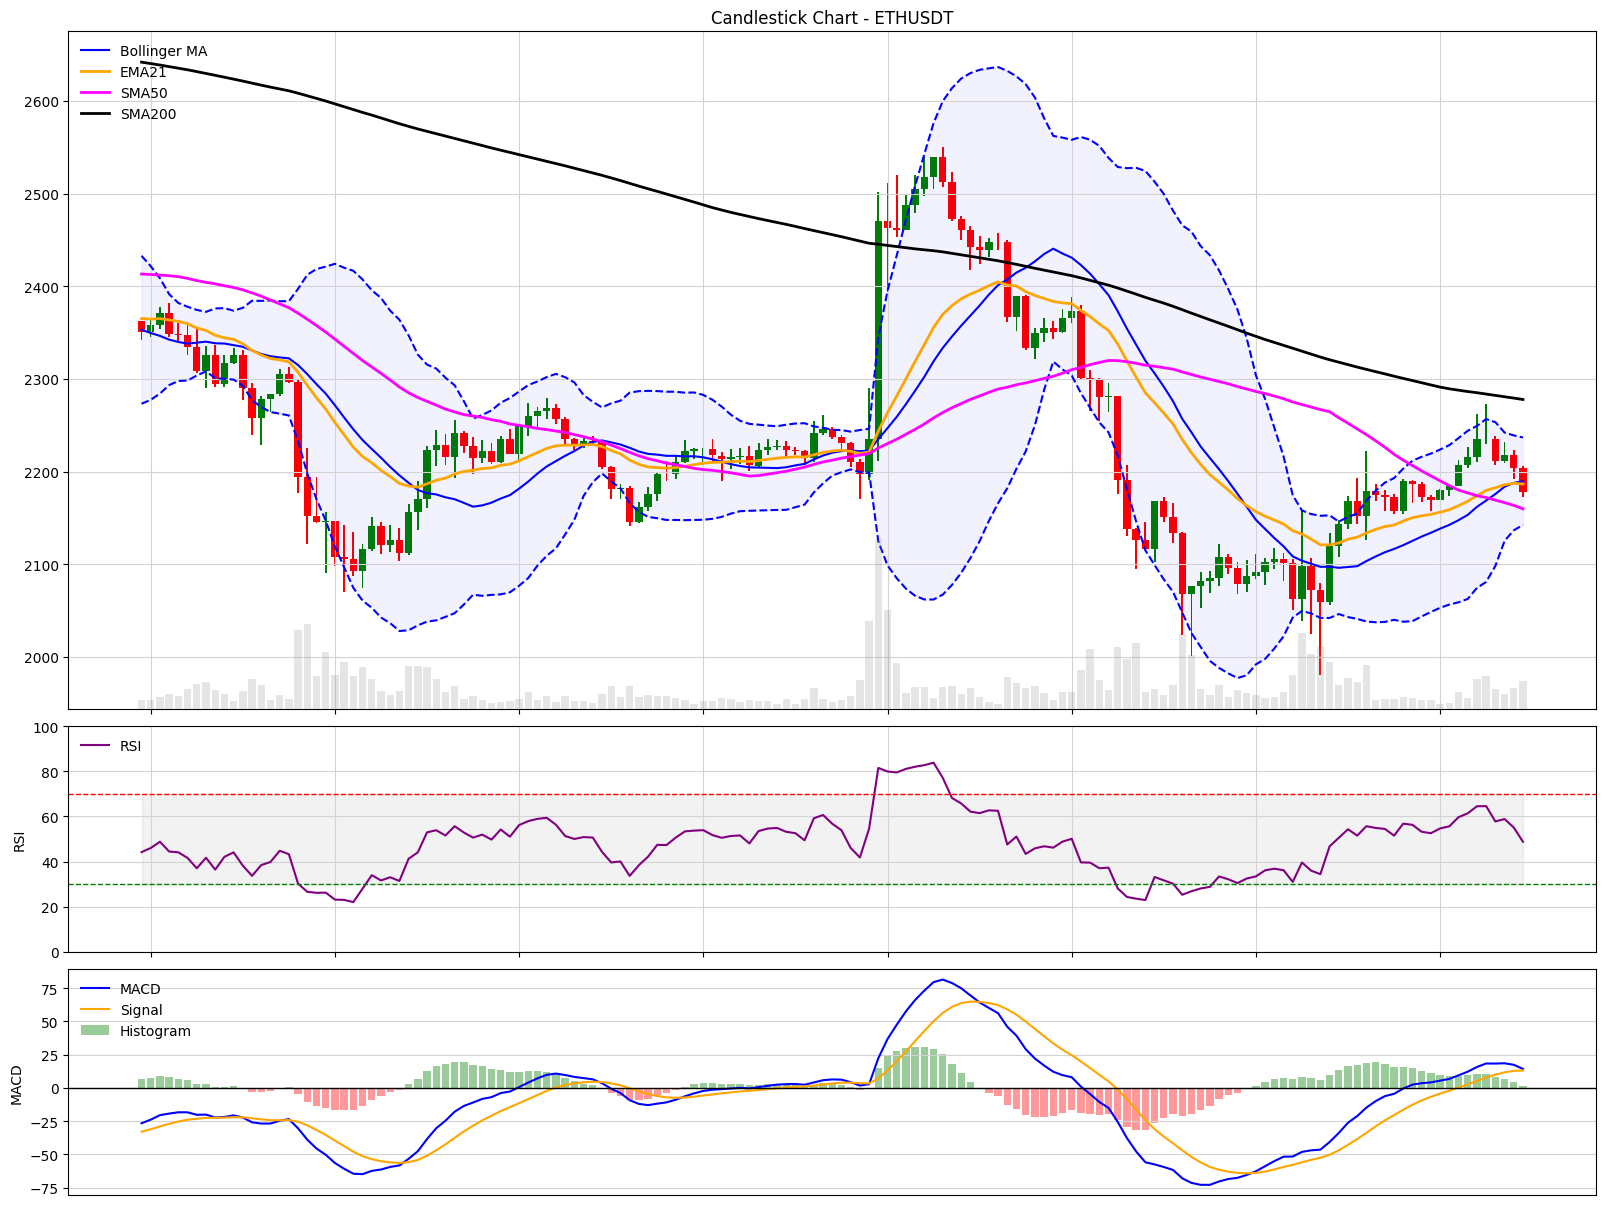 Candlestick Chart - ETHUSDT
Bollinger MA
EMA21
SMA50
SMA200
2600
2500
2400
2300
2200
2100
2000
RSI
100
80
60
40
20
0
RSI
MACD
Signal
Histogram
75
50
25
0
−25
−50
−75
MACD